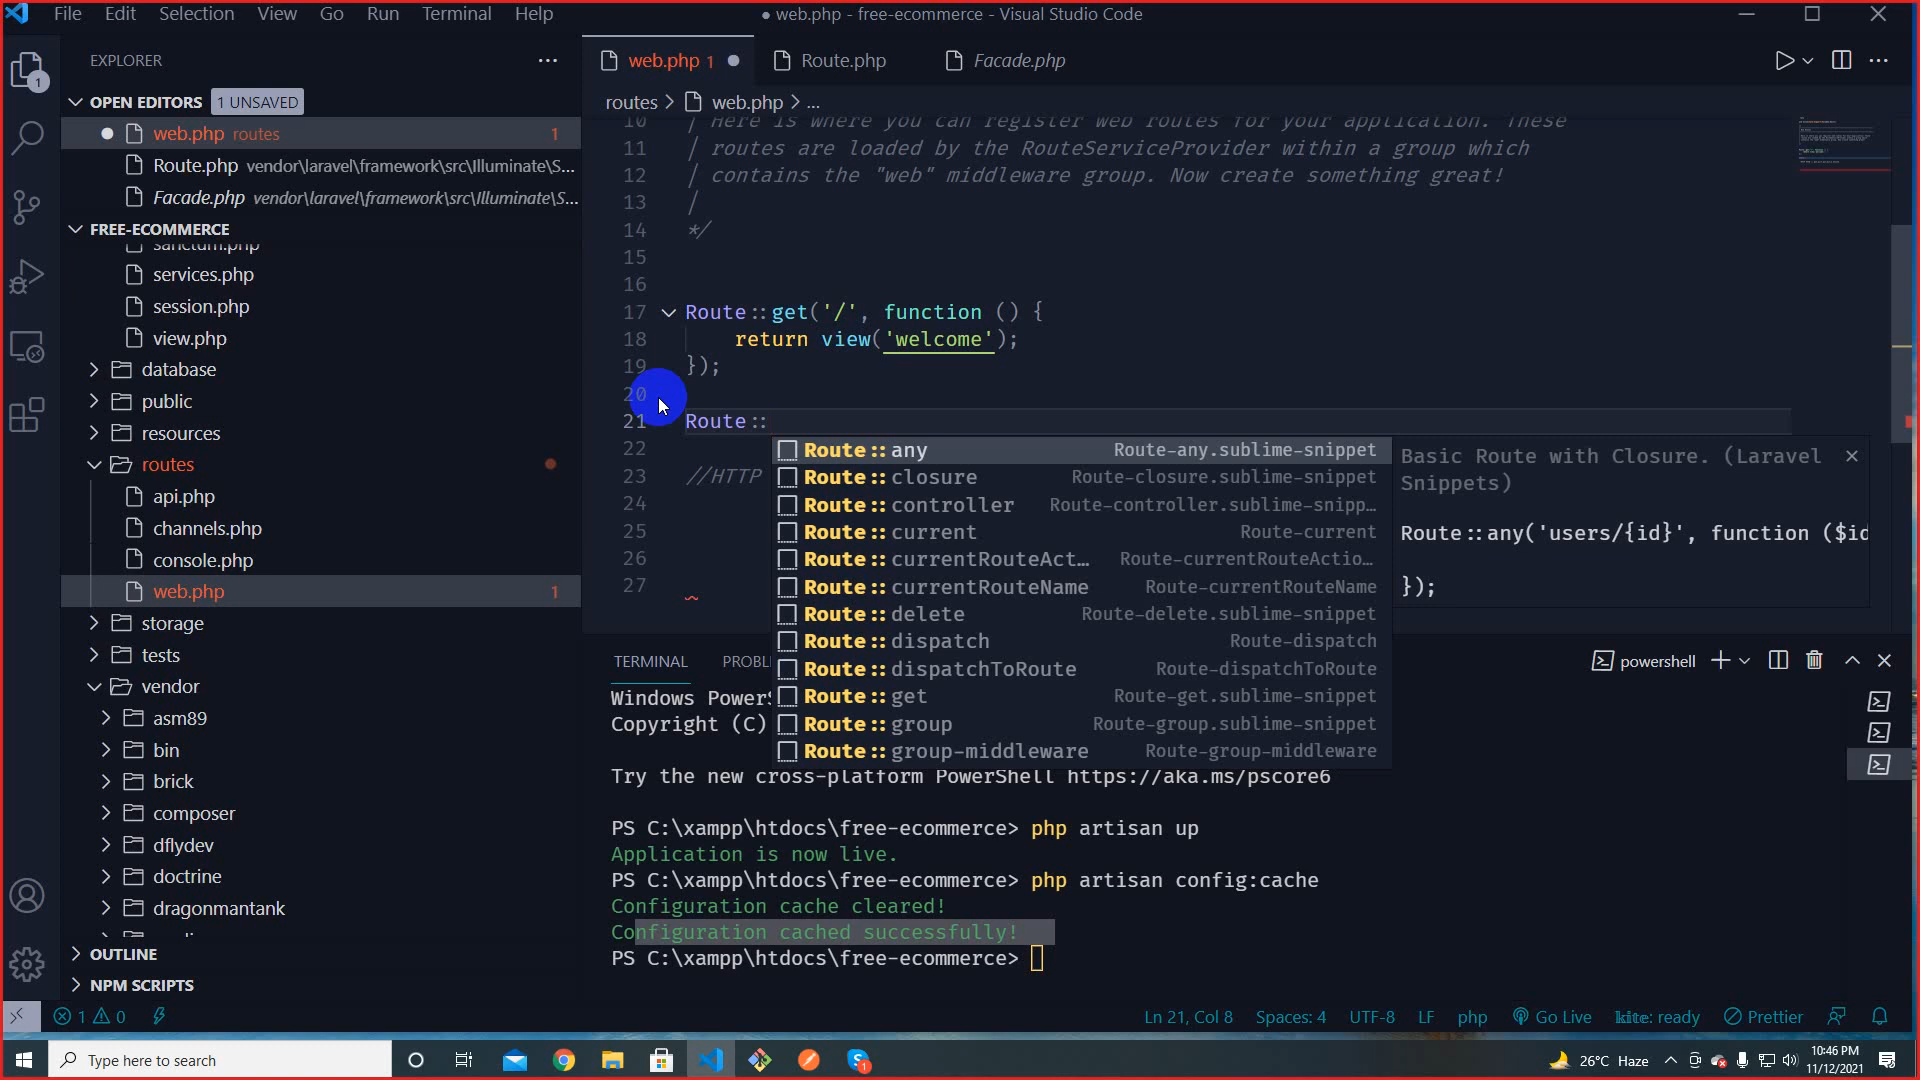 File Edit Selection View Go Run Terminal Help
● web.php - free-ecommerce - Visual Studio Code
EXPLORER
1
OPEN EDITORS 1 UNSAVED
web.php routes 1
Route.php vendor\laravel\framework\src\Illuminate\S...
Facade.php vendor\laravel\framework\src\Illuminate\S...
FREE-ECOMMERCE
sanctum.php
services.php
session.php
view.php
database
public
resources
routes
api.php
channels.php
console.php
web.php 1
storage
tests
vendor
asm89
bin
brick
composer
dflydev
doctrine
dragonmantank
OUTLINE
NPM SCRIPTS
web.php 1
Route.php
Facade.php
routes > web.php > ...
10 | Here is where you can register web routes for your application. These
11 | routes are loaded by the RouteServiceProvider within a group which
12 | contains the "web" middleware group. Now create something great!
13 |
14 */
15
16
17 Route::get('/', function () {
18 return view('welcome');
19 });
20
21 Route::
22
23 //HTTP
24
25
26
27
Route::any Route-any.sublime-snippet
Route::closure Route-closure.sublime-snippet
Route::controller Route-controller.sublime-snipp…
Route::current Route-current
Route::currentRouteAct… Route-currentRouteActio…
Route::currentRouteName Route-currentRouteName
Route::delete Route-delete.sublime-snippet
Route::dispatch Route-dispatch
Route::dispatchToRoute Route-dispatchToRoute
Route::get Route-get.sublime-snippet
Route::group Route-group.sublime-snippet
Route::group-middleware Route-group-middleware
Basic Route with Closure. (Laravel
Snippets)
Route::any('users/{id}', function ($id
});
TERMINAL PROBL
powershell
Windows PowerS
Copyright (C)
Try the new cross-platform PowerShell https://aka.ms/pscore6
PS C:\xampp\htdocs\free-ecommerce> php artisan up
Application is now live.
PS C:\xampp\htdocs\free-ecommerce> php artisan config:cache
Configuration cache cleared!
Configuration cached successfully!
PS C:\xampp\htdocs\free-ecommerce>
1 0
Ln 21, Col 8 Spaces: 4 UTF-8 LF php Go Live kite: ready Prettier
Type here to search
1
26°C Haze
10:46 PM
11/12/2021